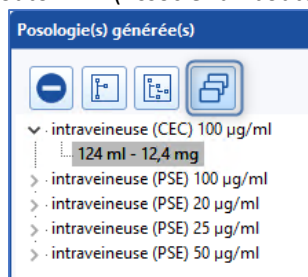 Posologie(s) générée(s)
intraveineuse (CEC) 100 µg/ml
124 ml - 12,4 mg
intraveineuse (PSE) 100 µg/ml
intraveineuse (PSE) 20 µg/ml
intraveineuse (PSE) 25 µg/ml
intraveineuse (PSE) 50 µg/ml